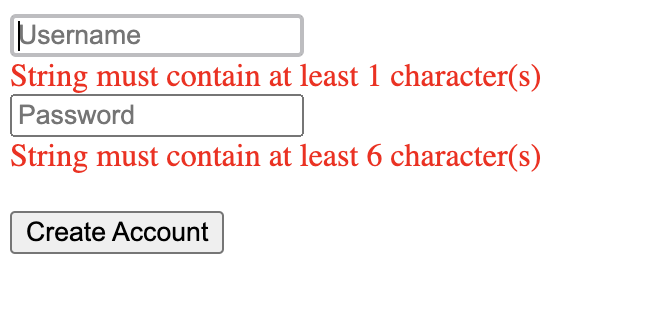 Username
String must contain at least 1 character(s)
Password
String must contain at least 6 character(s)
Create Account